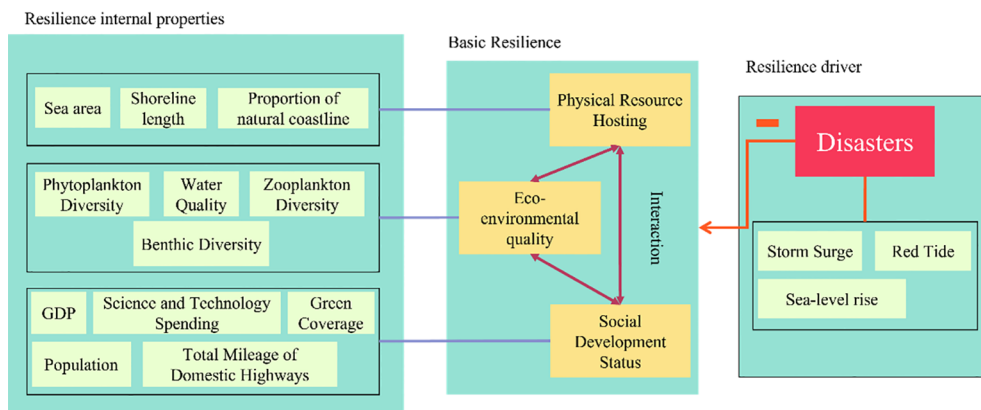 Resilience internal properties
Sea area
Shoreline
length
Proportion of
natural coastline
Phytoplankton
Diversity
Water
Quality
Zooplankton
Diversity
Benthic Diversity
GDP
Science and Technology
Spending
Green
Coverage
Population
Total Mileage of
Domestic Highways
Basic Resilience
Physical Resource
Hosting
Eco-
environmental
quality
Interaction
Social
Development
Status
Resilience driver
Disasters
Storm Surge
Red Tide
Sea-level rise